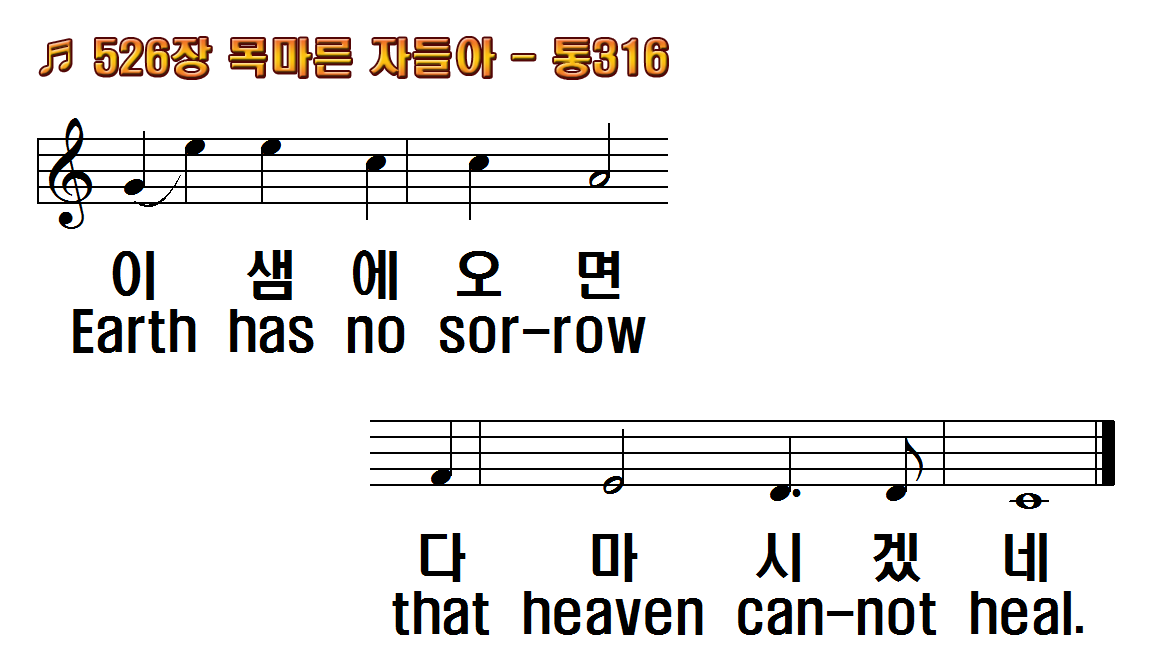 ♬ 526장 목마른 자들아 - 통316
이 샘 에 오 면
Earth has no sor-row
다 마 시 겠 네
that heaven can-not heal.